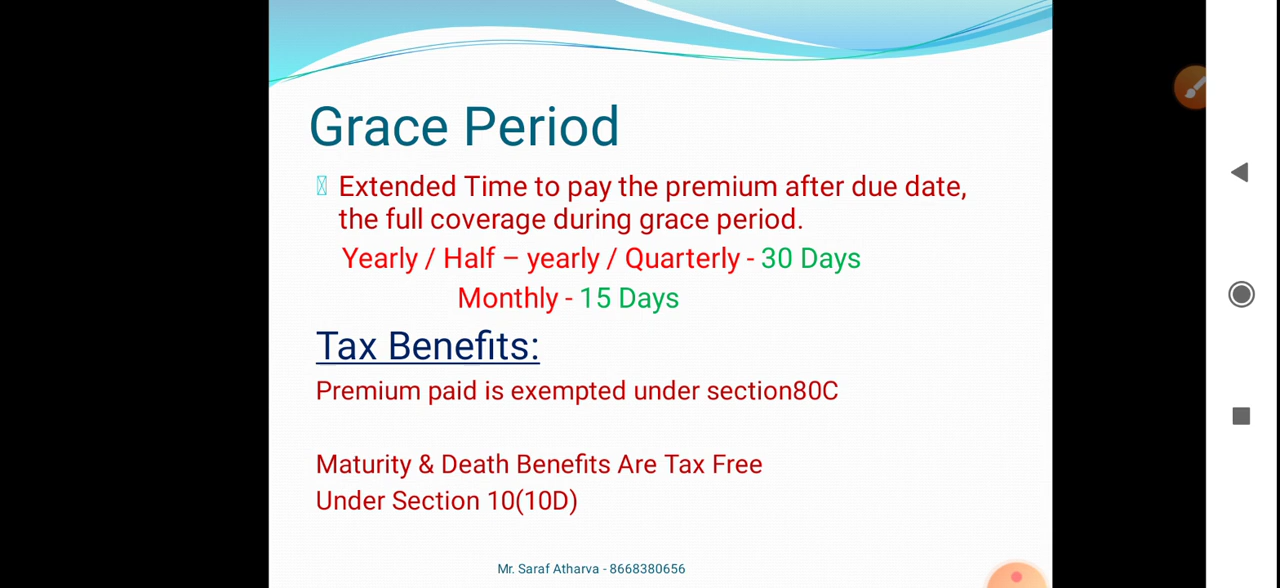 Grace Period
Extended Time to pay the premium after due date,
the full coverage during grace period.
Yearly / Half – yearly / Quarterly - 30 Days
Monthly - 15 Days
Tax Benefits:
Premium paid is exempted under section80C
Maturity & Death Benefits Are Tax Free
Under Section 10(10D)
Mr. Saraf Atharva - 8668380656